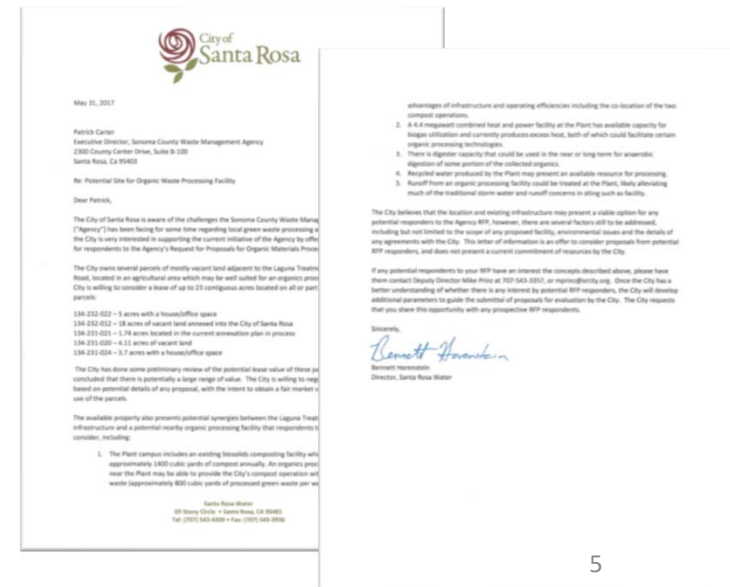 City of
Santa Rosa
May 31, 2017
Patrick Carter
Executive Director, Sonoma County Waste Management Agency
2300 County Center Drive, Suite B-100
Santa Rosa, Ca 95403
Re: Potential Site for Organic Waste Processing Facility
Dear Patrick,
The City of Santa Rosa is aware of the challenges the Sonoma County Waste Manag
("Agency") has been facing for some time regarding local green waste processing a
the City is very interested in supporting the current initiative of the Agency by offe
for respondents to the Agency's Request for Proposals for Organic Materials Proce
The City owns several parcels of mostly vacant land adjacent to the Laguna Treatm
Road, located in an agricultural area which may be well suited for an organics proc
City is willing to consider a lease of up to 23 contiguous acres located on all or part
parcels:
134-232-022 – 5 acres with a house/office space
134-232-012 – 18 acres of vacant land annexed into the City of Santa Rosa
134-231-021 – 1.74 acres located in the current annexation plan in process
134-231-020 – 4.11 acres of vacant land
134-231-024 – 3.7 acres with a house/office space
The City has done some preliminary review of the potential lease value of these pa
concluded that there is potentially a large range of value. The City is willing to neg
based on potential details of any proposal, with the intent to obtain a fair market v
use of the parcels.
The available property also presents potential synergies between the Laguna Treat
infrastructure and a potential nearby organic processing facility that respondents t
consider, including:
1. The Plant campus includes an existing biosolids composting facility whi
approximately 1400 cubic yards of compost annually. An organics proc
near the Plant may be able to provide the City's compost operation wit
waste (approximately 800 cubic yards of processed green waste per we
Santa Rosa Water
69 Stony Circle • Santa Rosa, CA 95401
Tel: (707) 543-4200 • Fax: (707) 543-3936
advantages of infrastructure and operating efficiencies including the co-location of the two
compost operations.
2. A 4.4 megawatt combined heat and power facility at the Plant has available capacity for
biogas utilization and currently produces excess heat, both of which could facilitate certain
organic processing technologies.
3. There is digester capacity that could be used in the near or long-term for anaerobic
digestion of some portion of the collected organics.
4. Recycled water produced by the Plant may present an available resource for processing.
5. Runoff from an organic processing facility could be treated at the Plant, likely alleviating
much of the traditional storm water and runoff concerns in siting such as facility.
The City believes that the location and existing infrastructure may present a viable option for any
potential responders to the Agency RFP, however, there are several factors still to be addressed,
including but not limited to the scope of any proposed facility, environmental issues and the details of
any agreements with the City. This letter of information is an offer to consider proposals from potential
RFP responders, and does not present a current commitment of resources by the City.
If any potential respondents to your RFP have an interest the concepts described above, please have
them contact Deputy Director Mike Prinz at 707-543-3357, or mprinz@srcity.org. Once the City has a
better understanding of whether there is any interest by potential RFP responders, the City will develop
additional parameters to guide the submittal of proposals for evaluation by the City. The City requests
that you share this opportunity with any prospective RFP respondents.
Sincerely,
Bennett Horenstein
Bennett Horenstein
Director, Santa Rosa Water
5